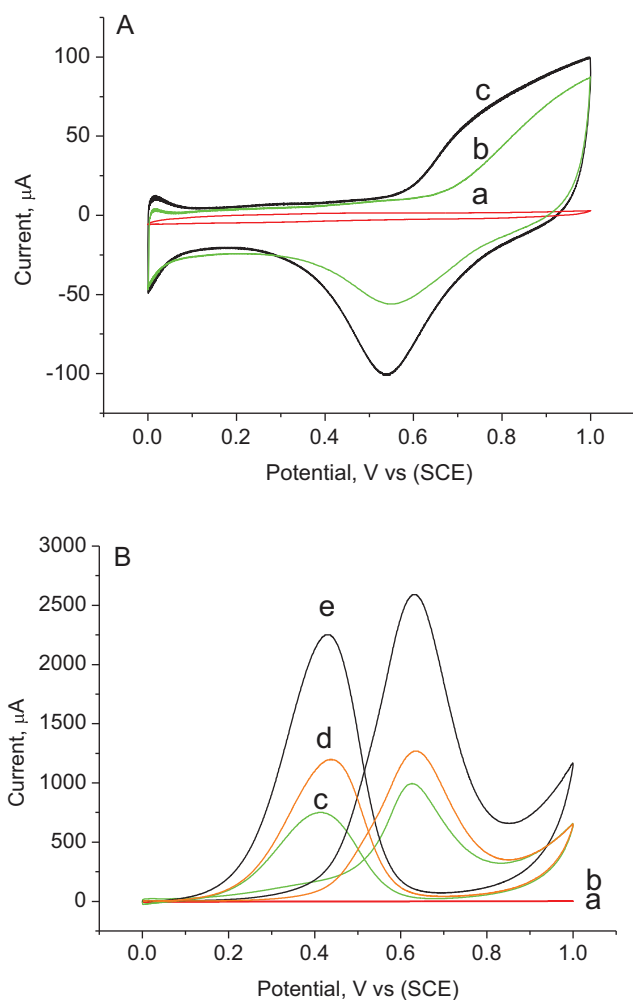 A
100
50
0
-50
-100
c
b
a
Current, μA
0.0 0.2 0.4 0.6 0.8 1.0
Potential, V vs (SCE)
B
3000
2500
2000
1500
1000
500
0
e
d
c
b
a
Current, μA
0.0 0.2 0.4 0.6 0.8 1.0
Potential, V vs (SCE)